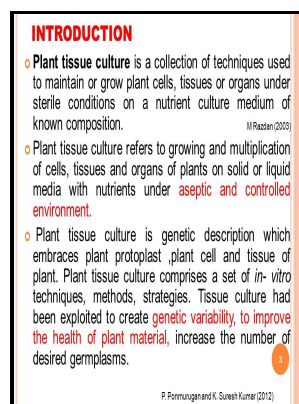 INTRODUCTION
Plant tissue culture is a collection of techniques used
to maintain or grow plant cells, tissues or organs under
sterile conditions on a nutrient culture medium of
known composition. M Razdan (2003)
Plant tissue culture refers to growing and multiplication
of cells, tissues and organs of plants on solid or liquid
media with nutrients under aseptic and controlled
environment.
Plant tissue culture is genetic description which
embraces plant protoplast ,plant cell and tissue of
plant. Plant tissue culture comprises a set of in- vitro
techniques, methods, strategies. Tissue culture had
been exploited to create genetic variability, to improve
the health of plant material, increase the number of
desired germplasms.
3
P. Ponmurugan and K. Suresh Kumar (2012)